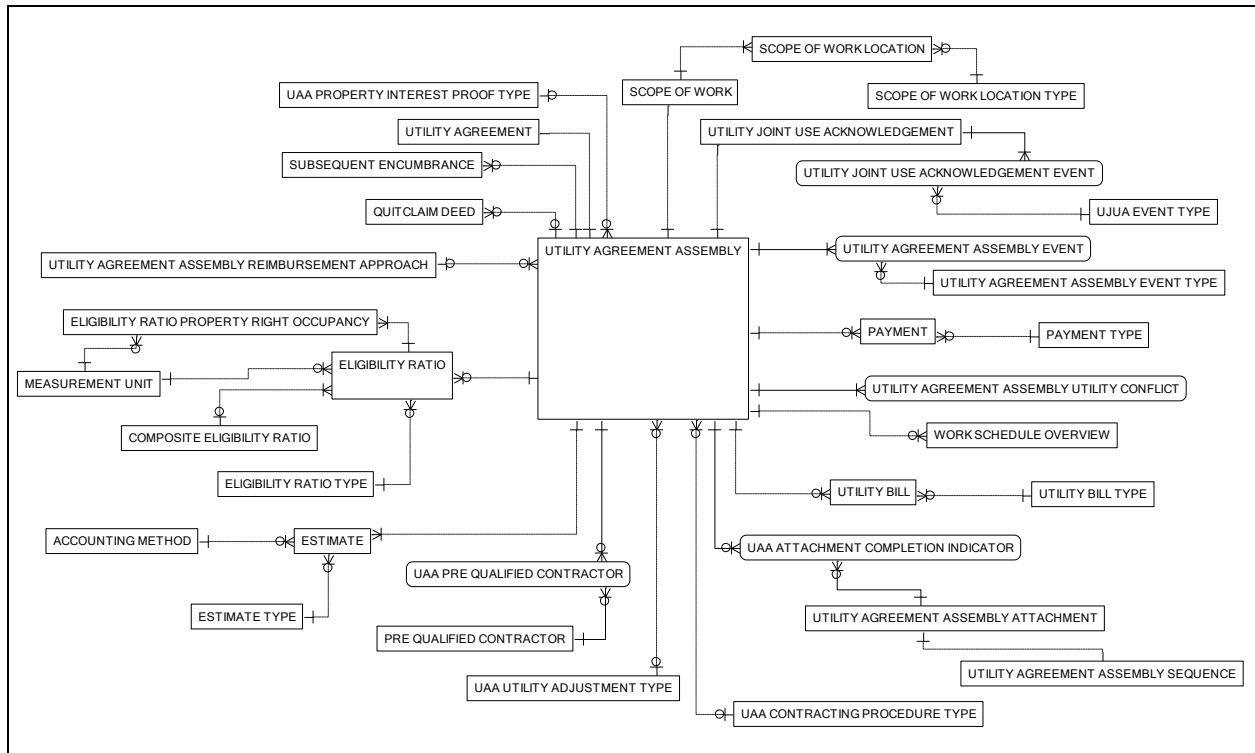 SCOPE OF WORK LOCATION
SCOPE OF WORK
SCOPE OF WORK LOCATION TYPE
UAA PROPERTY INTEREST PROOF TYPE
UTILITY AGREEMENT
UTILITY JOINT USE ACKNOWLEDGEMENT
SUBSEQUENT ENCUMBRANCE
UTILITY JOINT USE ACKNOWLEDGEMENT EVENT
QUITCLAIM DEED
UJUA EVENT TYPE
UTILITY AGREEMENT ASSEMBLY
UTILITY AGREEMENT ASSEMBLY EVENT
UTILITY AGREEMENT ASSEMBLY REIMBURSEMENT APPROACH
UTILITY AGREEMENT ASSEMBLY EVENT TYPE
ELIGIBILITY RATIO PROPERTY RIGHT OCCUPANCY
PAYMENT
PAYMENT TYPE
ELIGIBILITY RATIO
MEASUREMENT UNIT
UTILITY AGREEMENT ASSEMBLY UTILITY CONFLICT
COMPOSITE ELIGIBILITY RATIO
WORK SCHEDULE OVERVIEW
ELIGIBILITY RATIO TYPE
UTILITY BILL
UTILITY BILL TYPE
ACCOUNTING METHOD
ESTIMATE
UAA ATTACHMENT COMPLETION INDICATOR
UAA PRE QUALIFIED CONTRACTOR
ESTIMATE TYPE
UTILITY AGREEMENT ASSEMBLY ATTACHMENT
PRE QUALIFIED CONTRACTOR
UTILITY AGREEMENT ASSEMBLY SEQUENCE
UAA UTILITY ADJUSTMENT TYPE
UAA CONTRACTING PROCEDURE TYPE